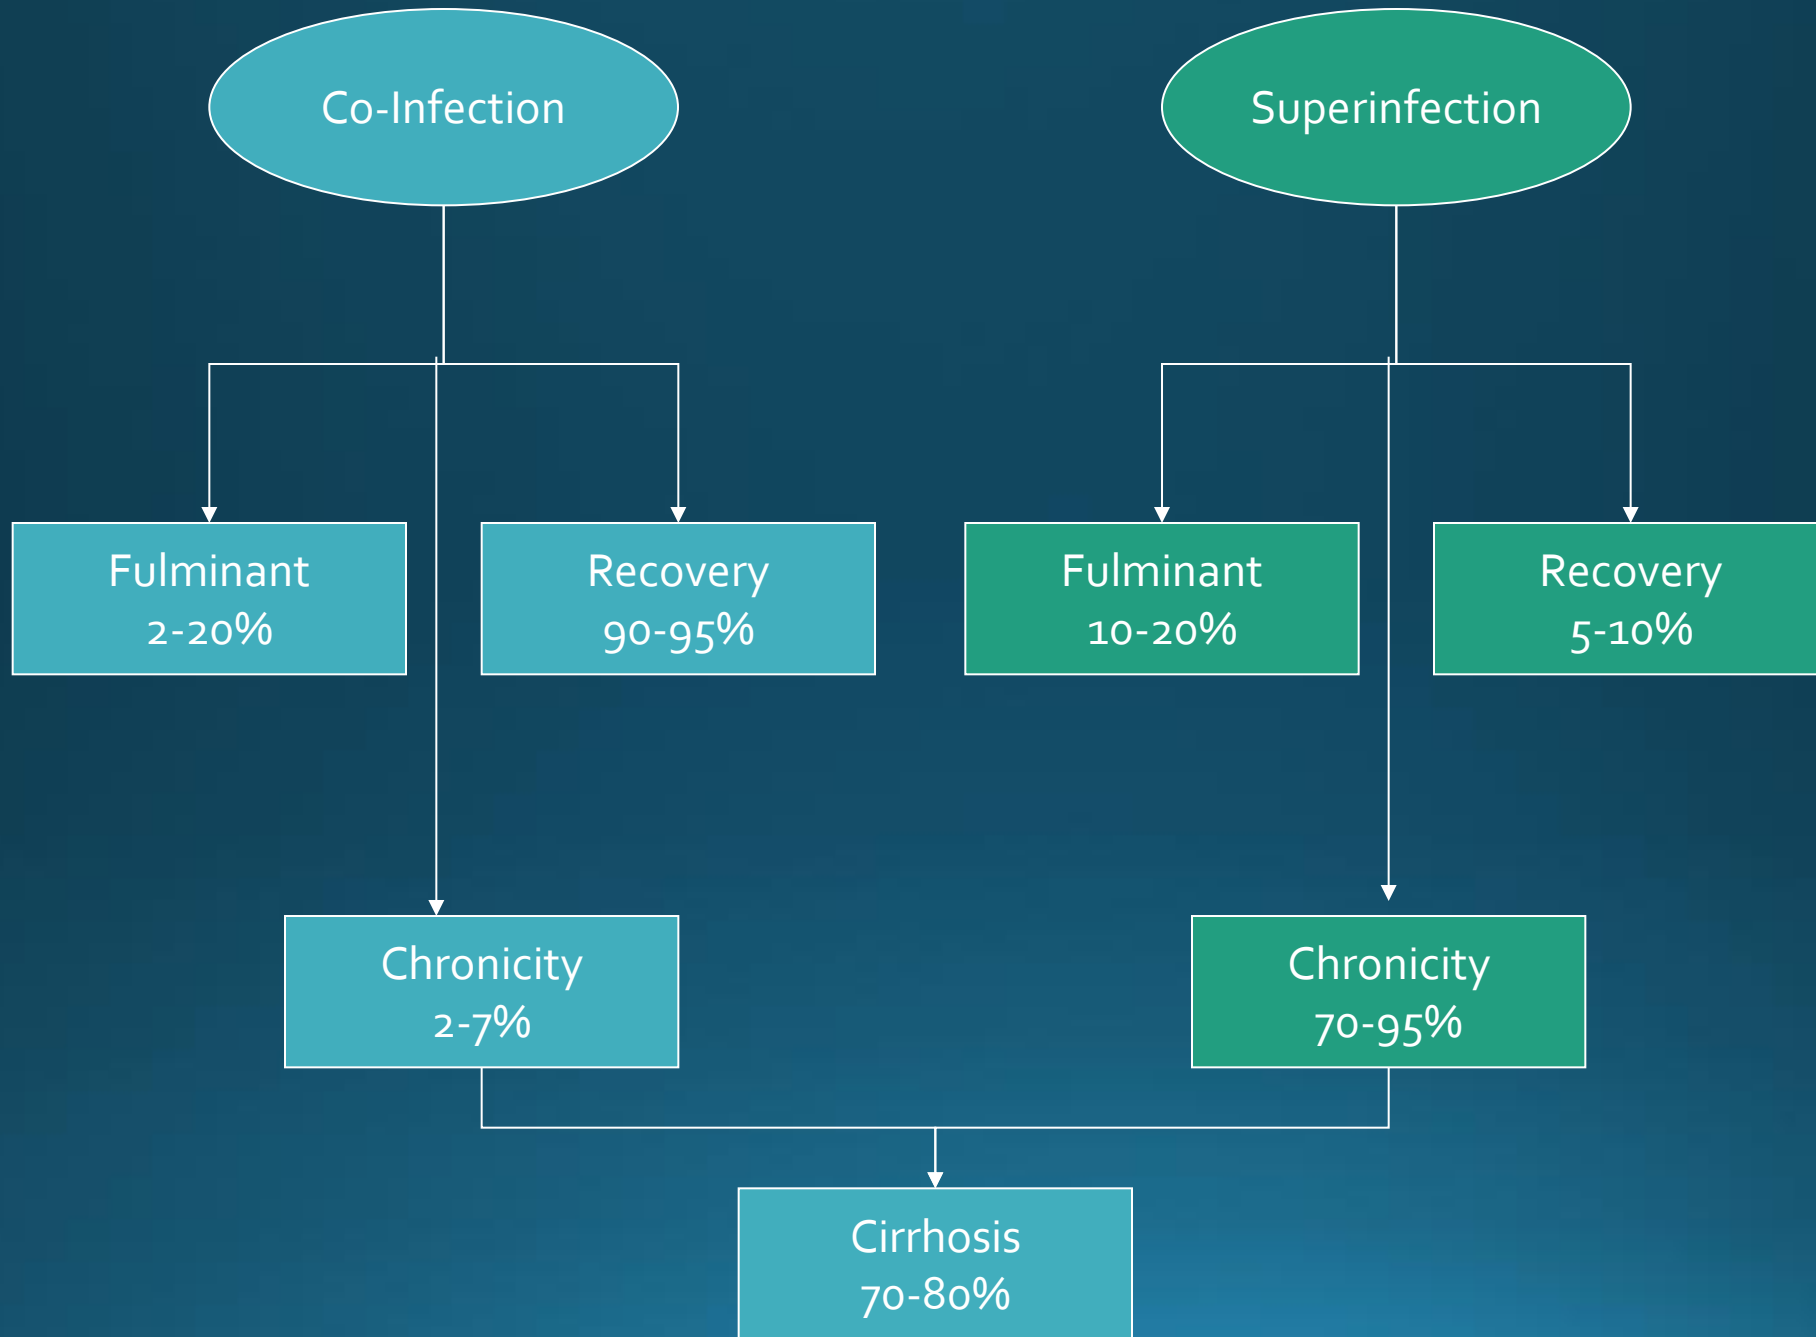 Co-Infection
Superinfection
Fulminant
2-20%
Recovery
90-95%
Fulminant
10-20%
Recovery
5-10%
Chronicity
2-7%
Chronicity
70-95%
Cirrhosis
70-80%